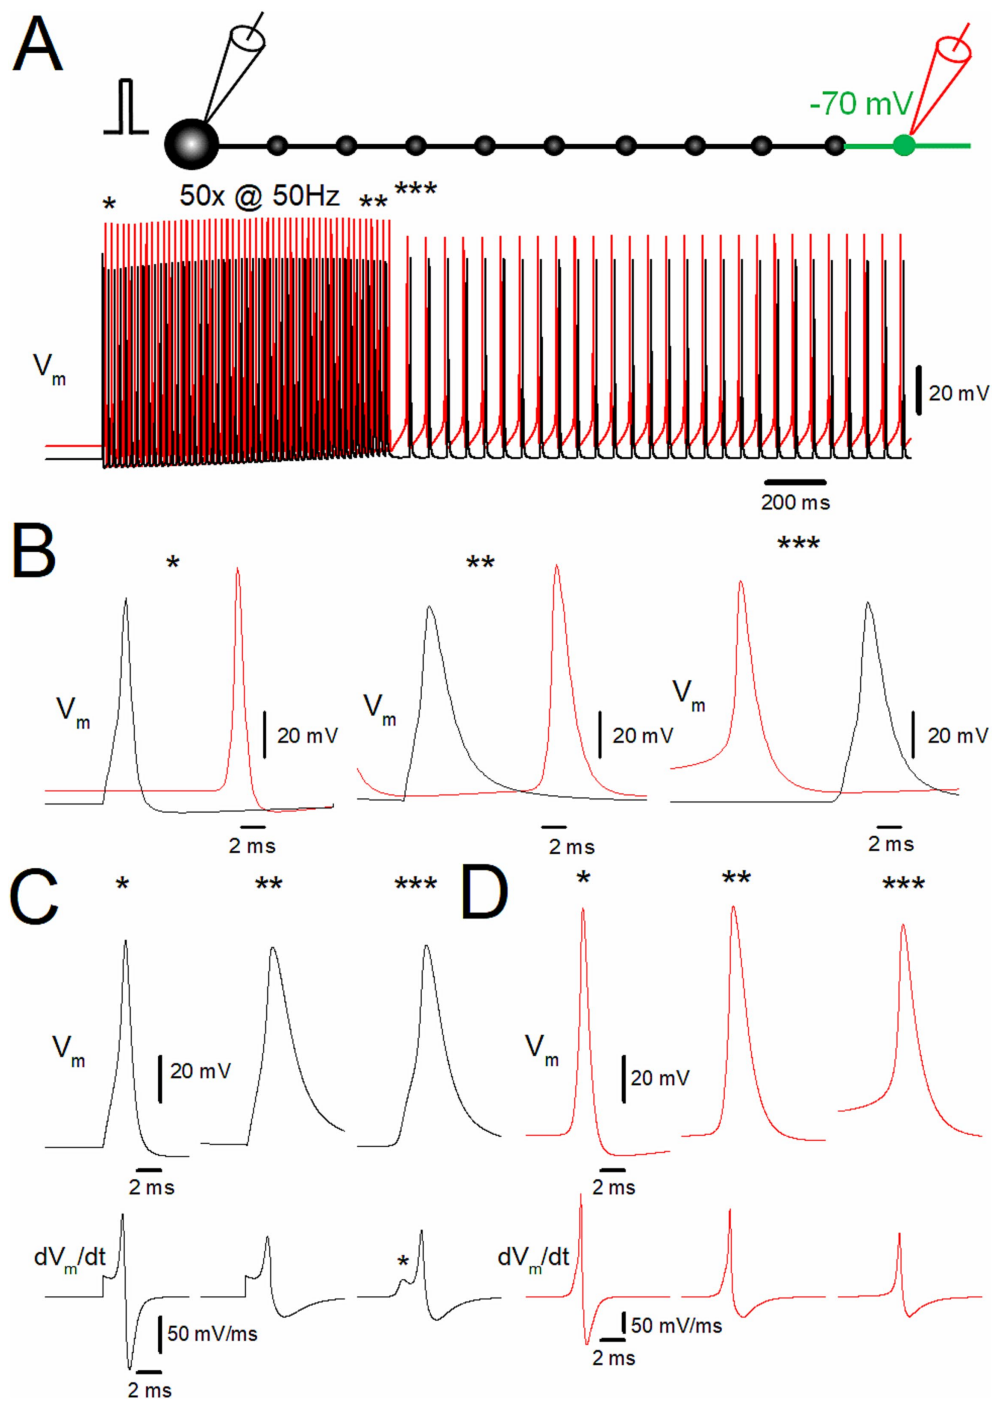 A
-70 mV
* 50x @ 50Hz ** ***
Vm
20 mV
200 ms
B
* ** ***
Vm 20 mV Vm 20 mV Vm 20 mV
2 ms 2 ms 2 ms
C
* ** ***
Vm 20 mV
2 ms
dVm/dt
*
50 mV/ms
2 ms
D
* ** ***
Vm 20 mV
2 ms
dVm/dt
50 mV/ms
2 ms